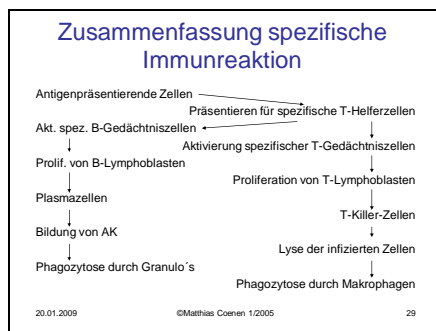 Zusammenfassung spezifische
Immunreaktion
Antigenpräsentierende Zellen
Präsentieren für spezifische T-Helferzellen
Akt. spez. B-Gedächtniszellen
Aktivierung spezifischer T-Gedächtniszellen
Prolif. von B-Lymphoblasten
Proliferation von T-Lymphoblasten
Plasmazellen
T-Killer-Zellen
Bildung von AK
Lyse der infizierten Zellen
Phagozytose durch Granulo´s
Phagozytose durch Makrophagen
20.01.2009 ©Matthias Coenen 1/2005 29